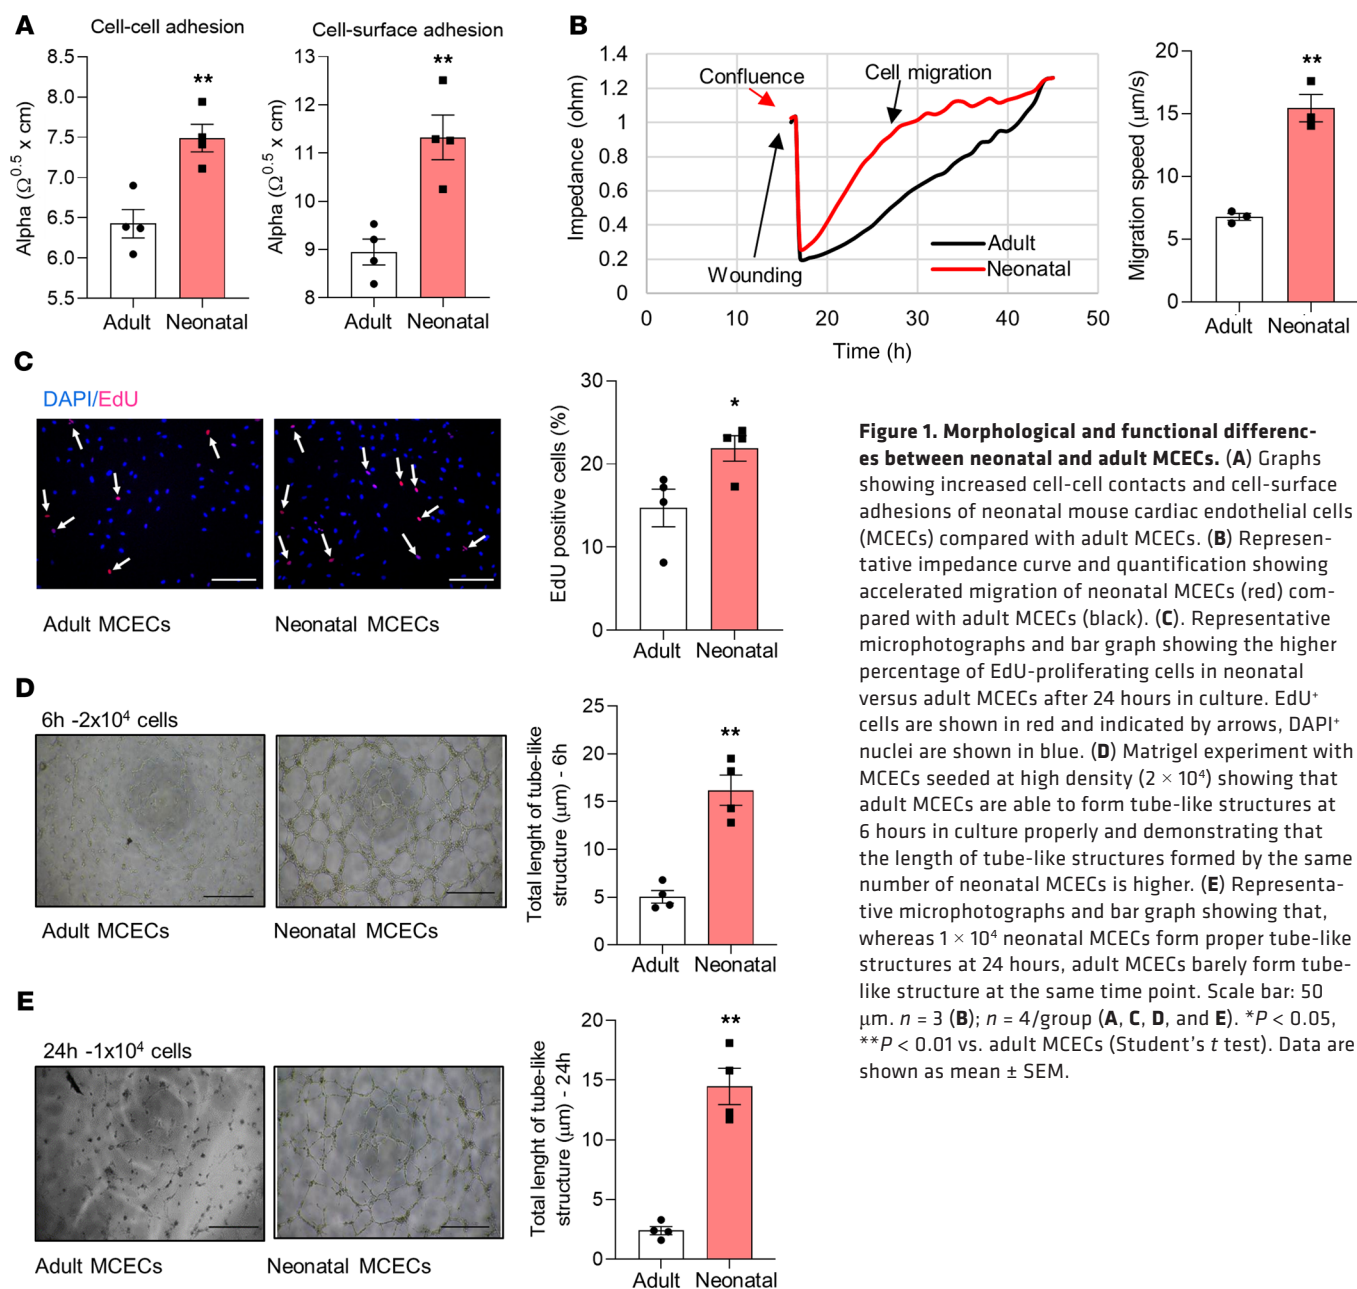 A
Cell-cell adhesion
Alpha (Ω^0.5 x cm)
8.5
8.0
7.5
7.0
6.5
6.0
5.5
**
Adult Neonatal
Cell-surface adhesion
Alpha (Ω^0.5 x cm)
13
12
11
10
9
8
**
Adult Neonatal
B
Impedance (ohm)
1.4
1.2
1
0.8
0.6
0.4
0.2
0
Confluence
Cell migration
Wounding
Adult
Neonatal
0 10 20 30 40 50
Time (h)
Migration speed (μm/s)
20
15
10
5
0
**
Adult Neonatal
C
DAPI/EdU
Adult MCECs
Neonatal MCECs
EdU positive cells (%)
30
20
10
0
*
Adult Neonatal
D
6h -2x10⁴ cells
Adult MCECs
Neonatal MCECs
Total lenght of tube-like
structure (μm) - 6h
25
20
15
10
5
0
**
Adult Neonatal
E
24h -1x10⁴ cells
Adult MCECs
Neonatal MCECs
Total lenght of tube-like
structure (μm) - 24h
20
15
10
5
0
**
Adult Neonatal
Figure 1. Morphological and functional differenc-
es between neonatal and adult MCECs. (A) Graphs
showing increased cell-cell contacts and cell-surface
adhesions of neonatal mouse cardiac endothelial cells
(MCECs) compared with adult MCECs. (B) Represen-
tative impedance curve and quantification showing
accelerated migration of neonatal MCECs (red) com-
pared with adult MCECs (black). (C). Representative
microphotographs and bar graph showing the higher
percentage of EdU-proliferating cells in neonatal
versus adult MCECs after 24 hours in culture. EdU⁺
cells are shown in red and indicated by arrows, DAPI⁺
nuclei are shown in blue. (D) Matrigel experiment with
MCECs seeded at high density (2 × 10⁴) showing that
adult MCECs are able to form tube-like structures at
6 hours in culture properly and demonstrating that
the length of tube-like structures formed by the same
number of neonatal MCECs is higher. (E) Representa-
tive microphotographs and bar graph showing that,
whereas 1 × 10⁴ neonatal MCECs form proper tube-like
structures at 24 hours, adult MCECs barely form tube-
like structure at the same time point. Scale bar: 50
μm. n = 3 (B); n = 4/group (A, C, D, and E). *P < 0.05,
**P < 0.01 vs. adult MCECs (Student's t test). Data are
shown as mean ± SEM.